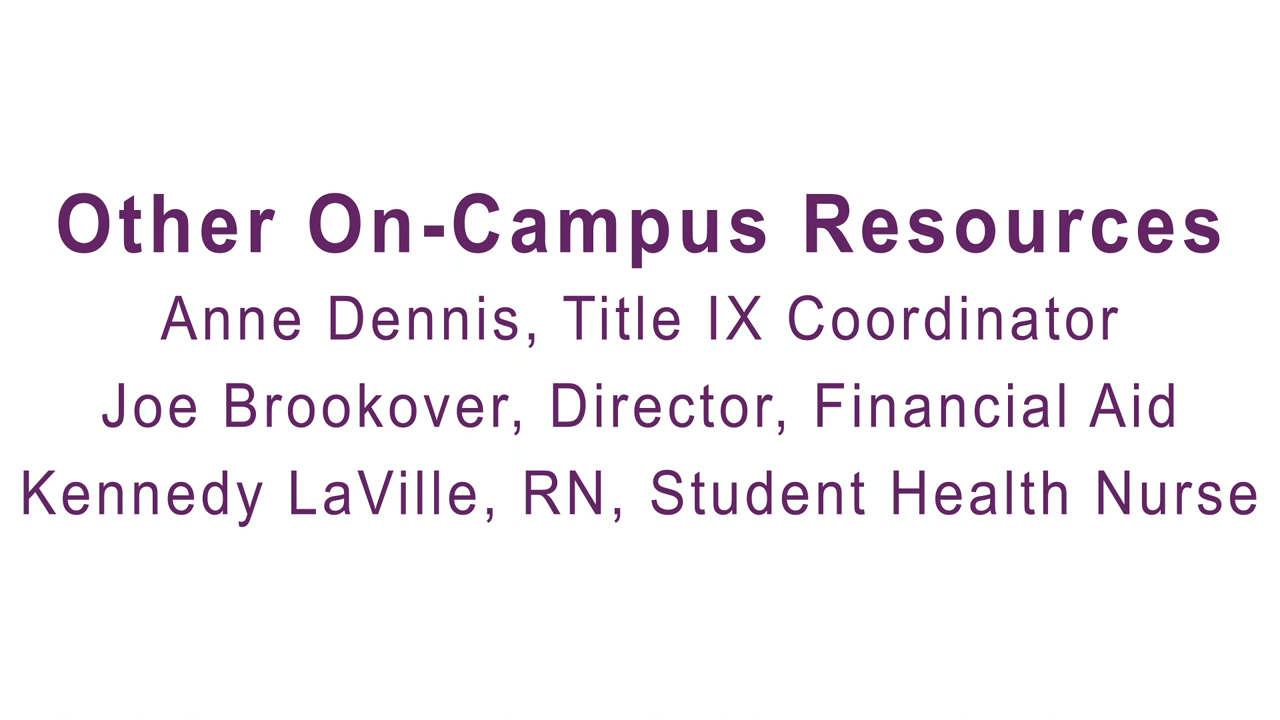 Other On-Campus Resources
Anne Dennis, Title IX Coordinator
Joe Brookover, Director, Financial Aid
Kennedy LaVille, RN, Student Health Nurse